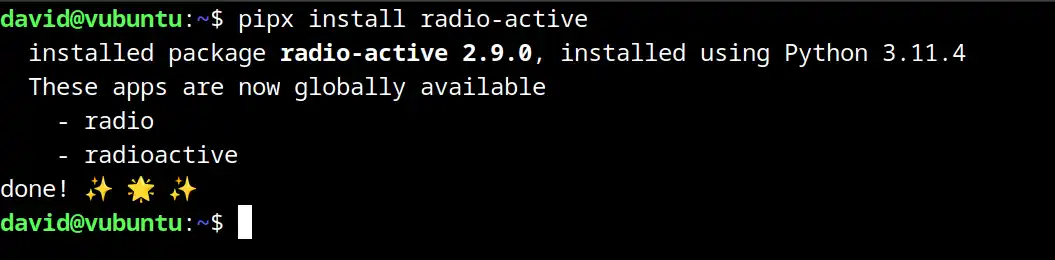 david@vubuntu:~$ pipx install radio-active
installed package radio-active 2.9.0, installed using Python 3.11.4
These apps are now globally available
- radio
- radioactive
done! ✨ 🌟 ✨
david@vubuntu:~$